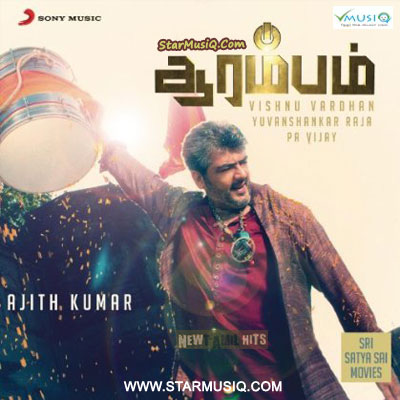 SONY MUSIC
StarMusiQ.Com
VMUSIQ
ஆரம்பம்
VISHNU VARDHAN
YUVANSHANKAR RAJA
PA VIJAY
AJITH KUMAR
NEW TAMIL HITS
SRI
SATYA SAI
MOVIES
WWW.STARMUSIQ.COM